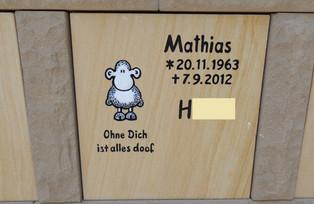 Mathias
*20.11.1963
†7.9.2012
H
Ohne Dich
ist alles doof